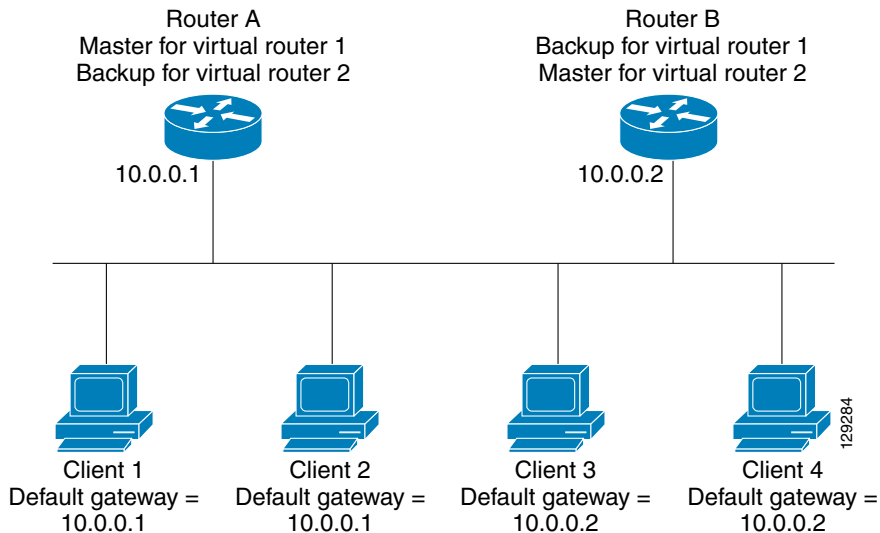 Router A
Master for virtual router 1
Backup for virtual router 2
Router B
Backup for virtual router 1
Master for virtual router 2
10.0.0.1
10.0.0.2
Client 1
Default gateway =
10.0.0.1
Client 2
Default gateway =
10.0.0.1
Client 3
Default gateway =
10.0.0.2
Client 4
Default gateway =
10.0.0.2
129284